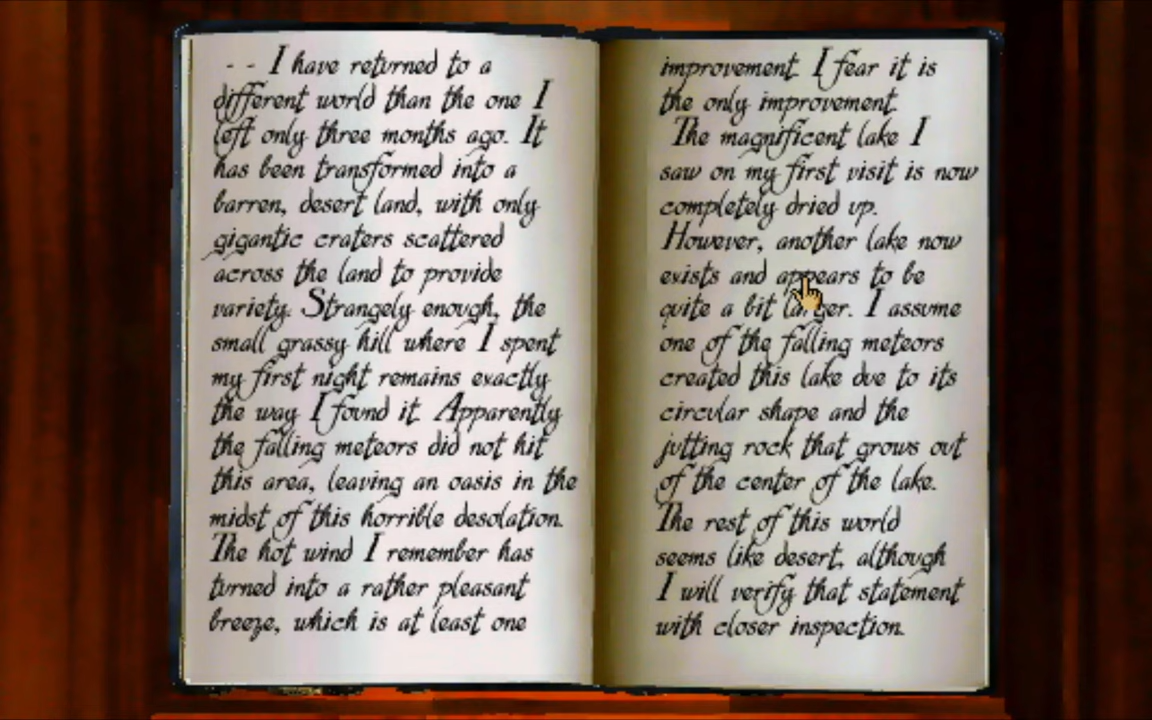 -- I have returned to a
different world than the one I
left only three months ago. It
has been transformed into a
barren, desert land, with only
gigantic craters scattered
across the land to provide
variety. Strangely enough, the
small grassy hill where I spent
my first night remains exactly
the way I found it. Apparently
the falling meteors did not hit
this area, leaving an oasis in the
midst of this horrible desolation.
The hot wind I remember has
turned into a rather pleasant
breeze, which is at least one
improvement. I fear it is
the only improvement.
The magnificent lake I
saw on my first visit is now
completely dried up.
However, another lake now
exists and appears to be
quite a bit larger. I assume
one of the falling meteors
created this lake due to its
circular shape and the
jutting rock that grows out
of the center of the lake.
The rest of this world
seems like desert, although
I will verify that statement
with closer inspection.